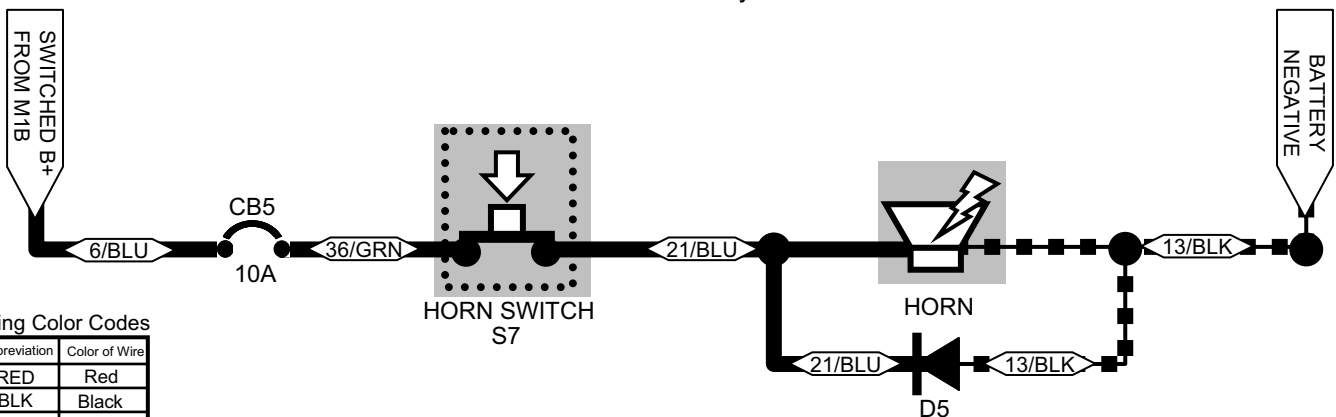 SWITCHED B+
FROM M1B
BATTERY
NEGATIVE
CB5
6/BLU
10A
36/GRN
HORN SWITCH
S7
21/BLU
HORN
13/BLK
21/BLU
13/BLK
D5
Color Codes
Color of Wire
RED
Red
BLK
Black